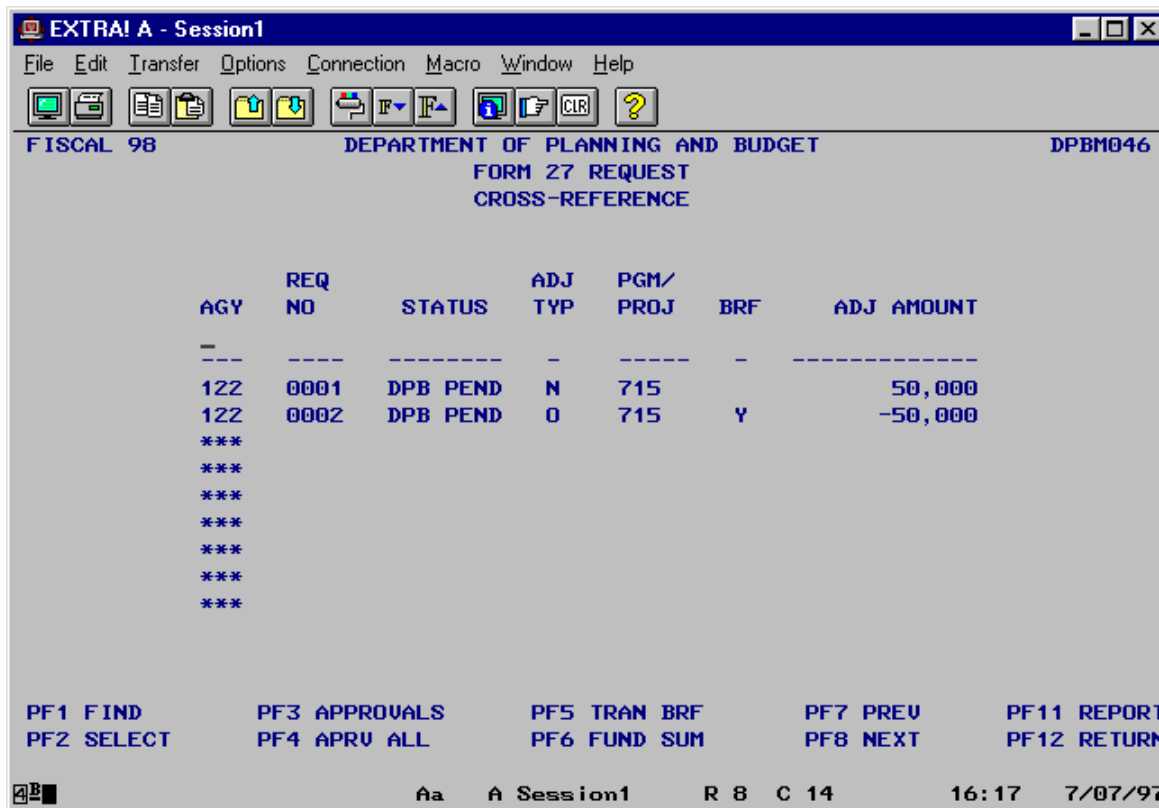 EXTRA! A - Session1
File Edit Transfer Options Connection Macro Window Help
F F CLR ?
FISCAL 98 DEPARTMENT OF PLANNING AND BUDGET DPBM046
FORM 27 REQUEST
CROSS-REFERENCE
REQ ADJ PGM/
AGY NO STATUS TYP PROJ BRF ADJ AMOUNT
_
--- ---- -------- - ----- - -------------
122 0001 DPB PEND N 715 50,000
122 0002 DPB PEND O 715 Y -50,000
***
***
***
***
***
***
***
PF1 FIND PF3 APPROVALS PF5 TRAN BRF PF7 PREV PF11 REPORT
PF2 SELECT PF4 APRV ALL PF6 FUND SUM PF8 NEXT PF12 RETURN
4 B Aa A Session1 R 8 C 14 16:17 7/07/97